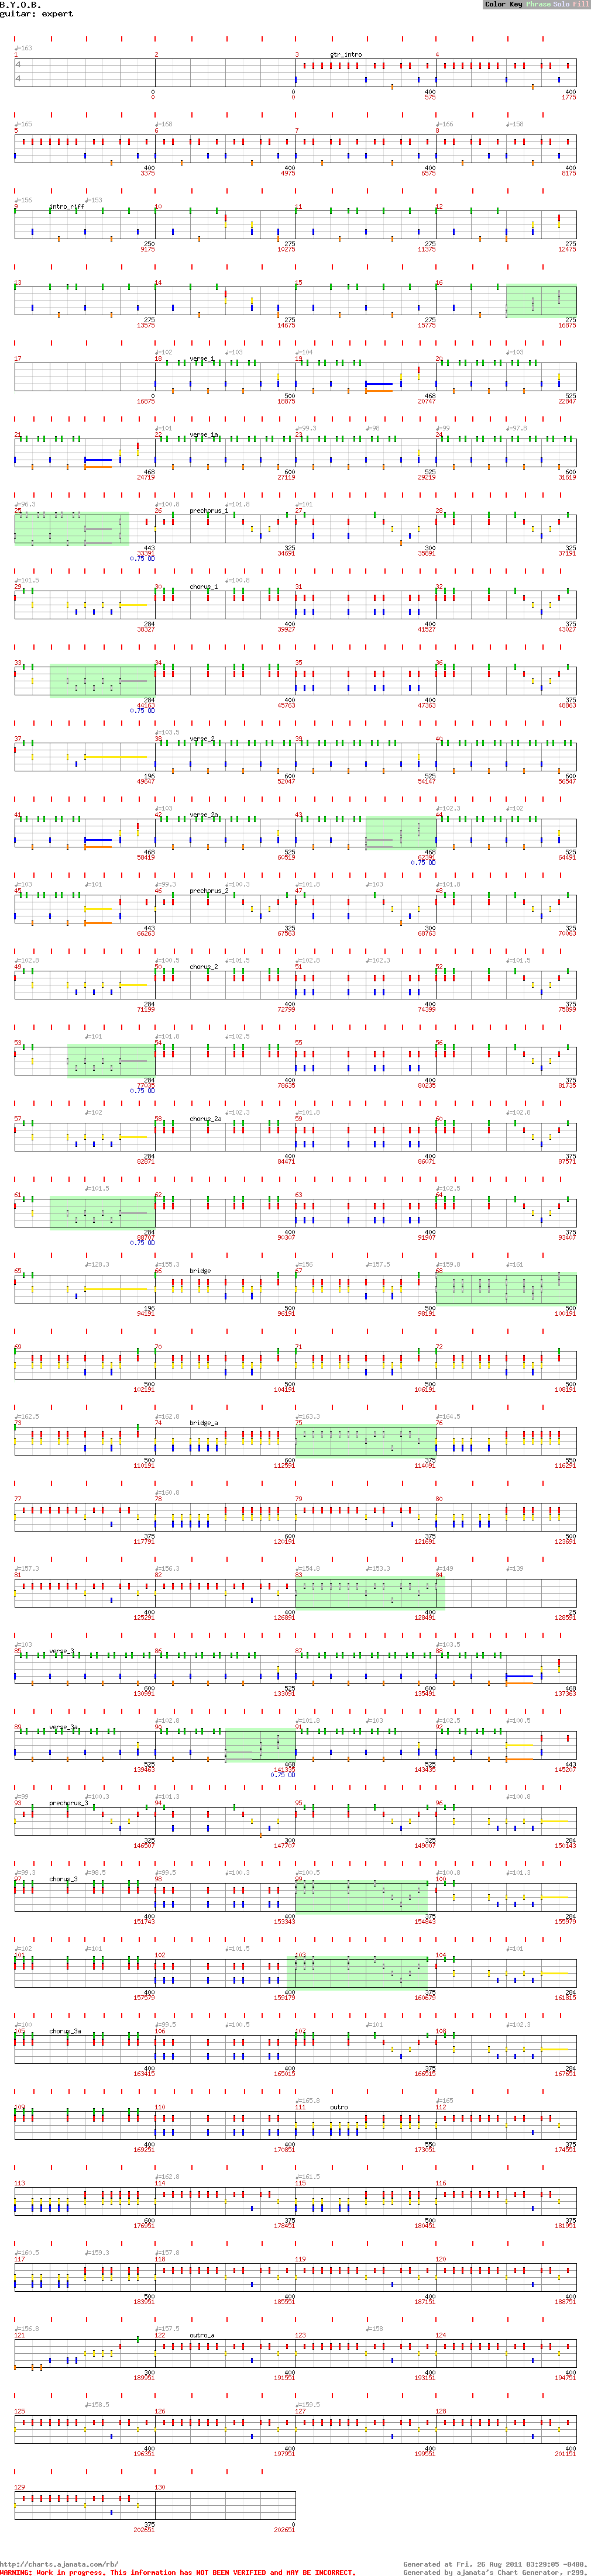 B.Y.O.B.
guitar: expert
Color Key Phrase Solo Fill
♩=163
1 2 3 gtr_intro 4
4
4
0 0 400 400
0 0 575 1775
♩=165 ♩=168 ♩=166 ♩=158
5 6 7 8
400 400 400 400
3375 4975 6575 8175
♩=156 ♩=153
9 intro_riff 10 11 12
250 275 275 275
9175 10275 11375 12475
13 14 15 16
275 275 275 275
13575 14675 15775 16875
♩=102 ♩=103 ♩=104 ♩=103
17 18 verse_1 19 20
0 500 468 525
16875 18875 20747 22847
♩=101 ♩=99.3 ♩=98 ♩=99 ♩=97.8
21 22 verse_1a 23 24
468 600 525 600
24719 27119 29219 31619
♩=96.3 ♩=100.8 ♩=101.8 ♩=101
25 26 prechorus_1 27 28
443 325 300 325
33391 34691 35891 37191
0.75 OD
♩=101.5 ♩=100.8
29 30 chorus_1 31 32
284 400 400 375
38327 39927 41527 43027
33 34 35 36
284 400 400 375
44163 45763 47363 48863
0.75 OD
♩=103.5
37 38 verse_2 39 40
196 600 525 600
49647 52047 54147 56547
♩=103 ♩=102.3 ♩=102
41 42 verse_2a 43 44
468 525 468 525
58419 60519 62391 64491
0.75 OD
♩=103 ♩=101 ♩=99.3 ♩=100.3 ♩=101.8 ♩=103 ♩=101.8
45 46 prechorus_2 47 48
443 325 300 325
66263 67563 68763 70063
♩=102.8 ♩=100.5 ♩=101.5 ♩=102.8 ♩=102.3 ♩=101.5
49 50 chorus_2 51 52
284 400 400 375
71199 72799 74399 75899
♩=101 ♩=101.8 ♩=102.5
53 54 55 56
284 400 400 375
77035 78635 80235 81735
0.75 OD
♩=102 ♩=102.3 ♩=101.8 ♩=102.8
57 58 chorus_2a 59 60
284 400 400 375
82871 84471 86071 87571
♩=101.5 ♩=102.5
61 62 63 64
284 400 400 375
88707 90307 91907 93407
0.75 OD
♩=128.3 ♩=155.3 ♩=156 ♩=157.5 ♩=159.8 ♩=161
65 66 bridge 67 68
196 500 500 500
94191 96191 98191 100191
69 70 71 72
500 500 500 500
102191 104191 106191 108191
♩=162.5 ♩=162.8 ♩=163.3 ♩=164.5
73 74 bridge_a 75 76
500 600 375 550
110191 112591 114091 116291
♩=160.8
77 78 79 80
375 600 375 500
117791 120191 121691 123691
♩=157.3 ♩=156.3 ♩=154.8 ♩=153.3 ♩=149 ♩=139
81 82 83 84
400 400 400 25
125291 126891 128491 128591
♩=103 ♩=103.5
85 verse_3 86 87 88
600 525 600 468
130991 133091 135491 137363
♩=102.8 ♩=101.8 ♩=103 ♩=102.5 ♩=100.5
89 verse_3a 90 91 92
525 468 525 443
139463 141335 143435 145207
0.75 OD
♩=99 ♩=100.3 ♩=101.3 ♩=100.8
93 prechorus_3 94 95 96
325 300 325 284
146507 147707 149007 150143
♩=99.3 ♩=98.5 ♩=99.5 ♩=100.3 ♩=100.5 ♩=100.8 ♩=101.3
97 chorus_3 98 99 100
400 400 375 284
151743 153343 154843 155979
♩=102 ♩=101 ♩=101.5 ♩=101
101 102 103 104
400 400 375 284
157579 159179 160679 161815
♩=100 ♩=99.5 ♩=100.5 ♩=101 ♩=102.3
105 chorus_3a 106 107 108
400 400 375 284
163415 165015 166515 167651
♩=165.8 ♩=165
109 110 111 outro 112
400 400 550 375
169251 170851 173051 174551
♩=162.8 ♩=161.5
113 114 115 116
600 375 500 375
176951 178451 180451 181951
♩=160.5 ♩=159.3 ♩=157.8
117 118 119 120
500 400 400 400
183951 185551 187151 188751
♩=156.8 ♩=157.5 ♩=158
121 122 outro_a 123 124
300 400 400 400
189951 191551 193151 194751
♩=158.5 ♩=159.5
125 126 127 128
400 400 400 400
196351 197951 199551 201151
129 130
375 0
202651 202651
http://charts.ajanata.com/rb/ Generated at Fri, 26 Aug 2011 03:29:05 -0400.
WARNING: Work in progress. This information has NOT BEEN VERIFIED and MAY BE INCORRECT. Generated by ajanata's Chart Generator, r299.